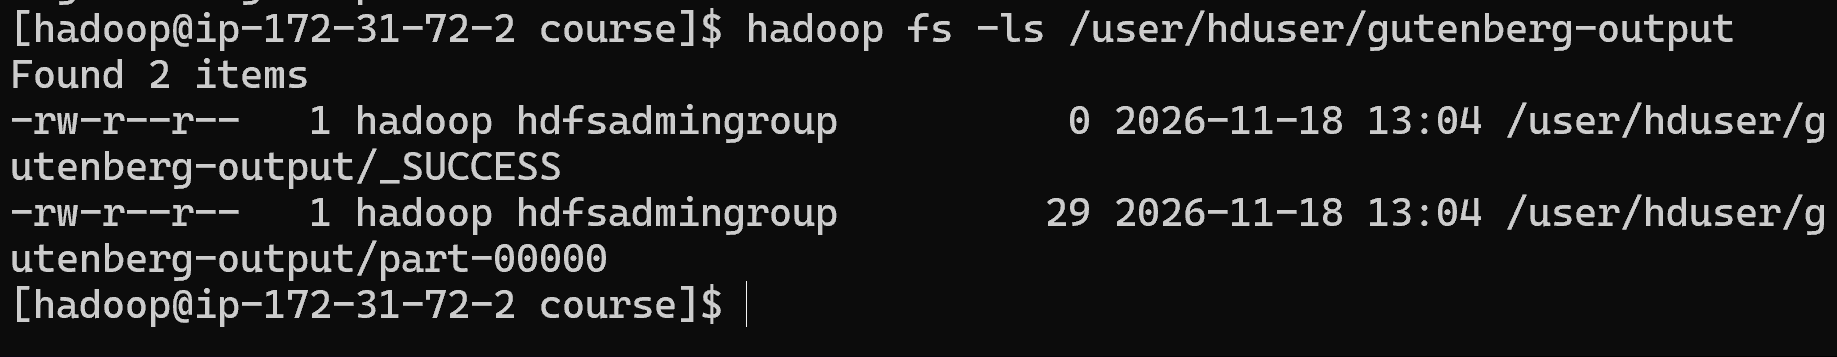 [hadoop@ip-172-31-72-2 course]$ hadoop fs -ls /user/hduser/gutenberg-output
Found 2 items
-rw-r--r--   1 hadoop hdfsadmingroup          0 2026-11-18 13:04 /user/hduser/g
utenberg-output/_SUCCESS
-rw-r--r--   1 hadoop hdfsadmingroup         29 2026-11-18 13:04 /user/hduser/g
utenberg-output/part-00000
[hadoop@ip-172-31-72-2 course]$